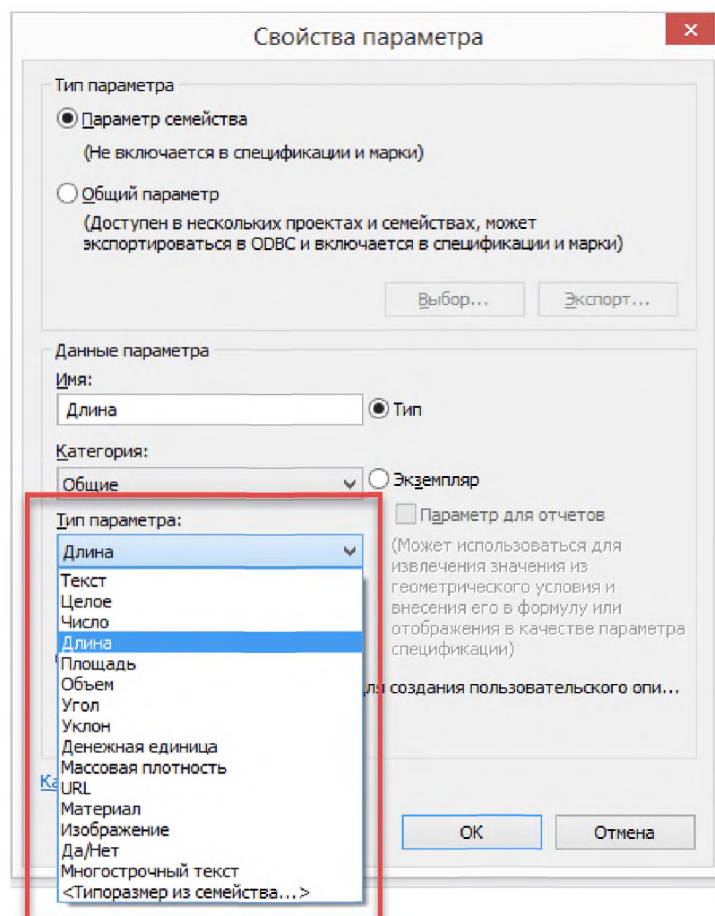 Свойства параметра
Тип параметра
Параметр семейства
(Не включается в спецификации и марки)
Общий параметр
(Доступен в нескольких проектах и семействах, может
экспортироваться в ODBC и включается в спецификации и марки)
Выбор... Экспорт...
Данные параметра
Имя:
Длина Тип
Категория:
Общие Экземпляр
Тип параметра: Параметр для отчетов
Длина (Может использоваться для
извлечения значения из
геометрического условия и
внесения его в формулу или
отображения в качестве параметра
спецификации)
Текст
Целое
Число
Длина
Площадь
Объем
для создания пользовательского опи...
Угол
Уклон
Денежная единица
Массовая плотность
URL
Материал
Изображение
Да/Нет
Многострочный текст
<Типоразмер из семейства...>
OK Отмена